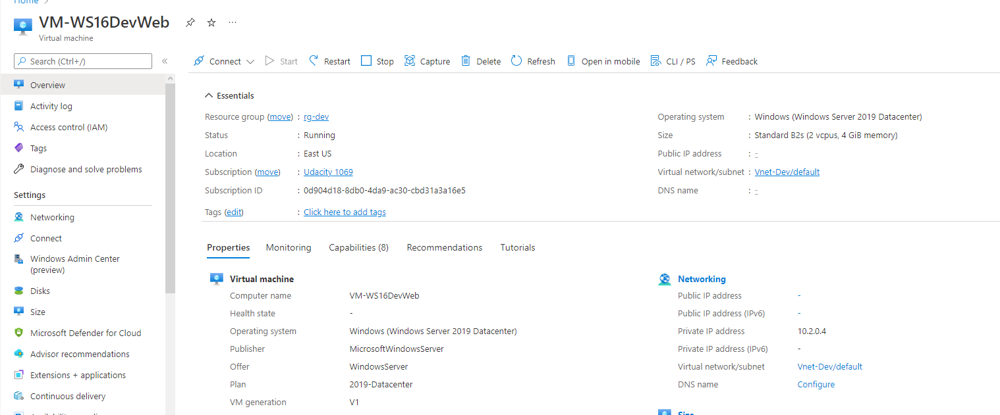 Home >
VM-WS16DevWeb
Virtual machine
Search (Ctrl+/)
Connect Start Restart Stop Capture Delete Refresh Open in mobile CLI / PS Feedback
Overview
Activity log
Access control (IAM)
Tags
Diagnose and solve problems
Settings
Networking
Connect
Windows Admin Center
(preview)
Disks
Size
Microsoft Defender for Cloud
Advisor recommendations
Extensions + applications
Continuous delivery
Essentials
Resource group (move) : rg-dev
Status : Running
Location : East US
Subscription (move) : Udacity 1069
Subscription ID : 0d904d18-8db0-4da9-ac30-cbd31a3a16e5
Tags (edit) : Click here to add tags
Operating system : Windows (Windows Server 2019 Datacenter)
Size : Standard B2s (2 vcpus, 4 GiB memory)
Public IP address : -
Virtual network/subnet : Vnet-Dev/default
DNS name : -
Properties Monitoring Capabilities (8) Recommendations Tutorials
Virtual machine
Computer name VM-WS16DevWeb
Health state -
Operating system Windows (Windows Server 2019 Datacenter)
Publisher MicrosoftWindowsServer
Offer WindowsServer
Plan 2019-Datacenter
VM generation V1
Networking
Public IP address -
Public IP address (IPv6) -
Private IP address 10.2.0.4
Private IP address (IPv6) -
Virtual network/subnet Vnet-Dev/default
DNS name Configure
Size